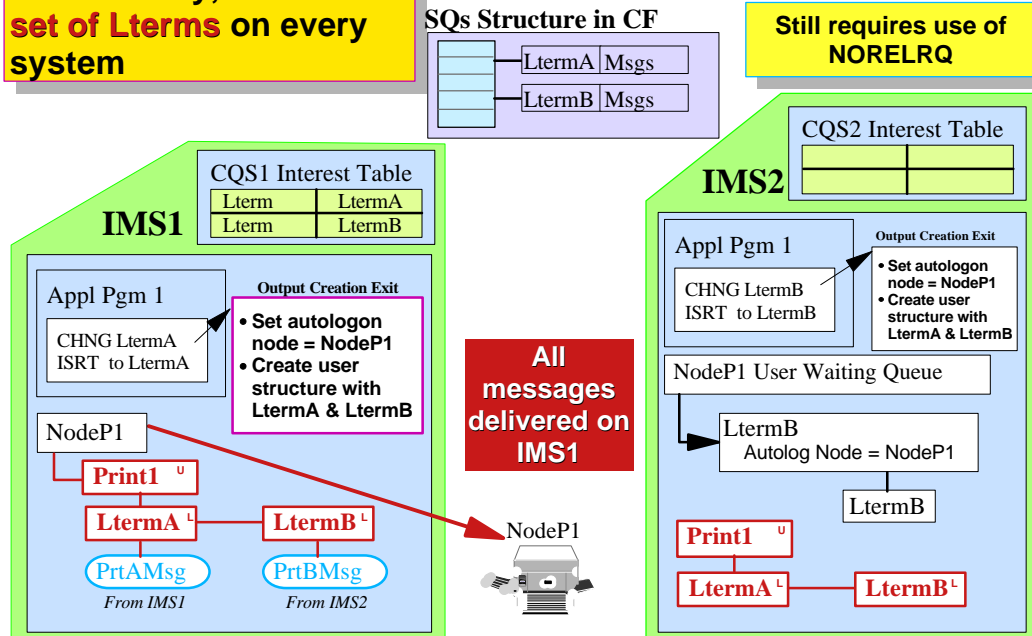 set of Lterms on every
system
SQs Structure in CF
LtermA Msgs
LtermB Msgs
Still requires use of
NORELRQ
IMS1
CQS1 Interest Table
Lterm LtermA
Lterm LtermB
Appl Pgm 1
CHNG LtermA
ISRT to LtermA
Output Creation Exit
• Set autologon
node = NodeP1
• Create user
structure with
LtermA & LtermB
NodeP1
Print1 U
LtermA L
LtermB L
PrtAMsg
PrtBMsg
From IMS1
From IMS2
All
messages
delivered on
IMS1
NodeP1
IMS2
CQS2 Interest Table
Appl Pgm 1
CHNG LtermB
ISRT to LtermB
Output Creation Exit
• Set autologon
node = NodeP1
• Create user
structure with
LtermA & LtermB
NodeP1 User Waiting Queue
LtermB
Autolog Node = NodeP1
LtermB
Print1 U
LtermA L
LtermB L